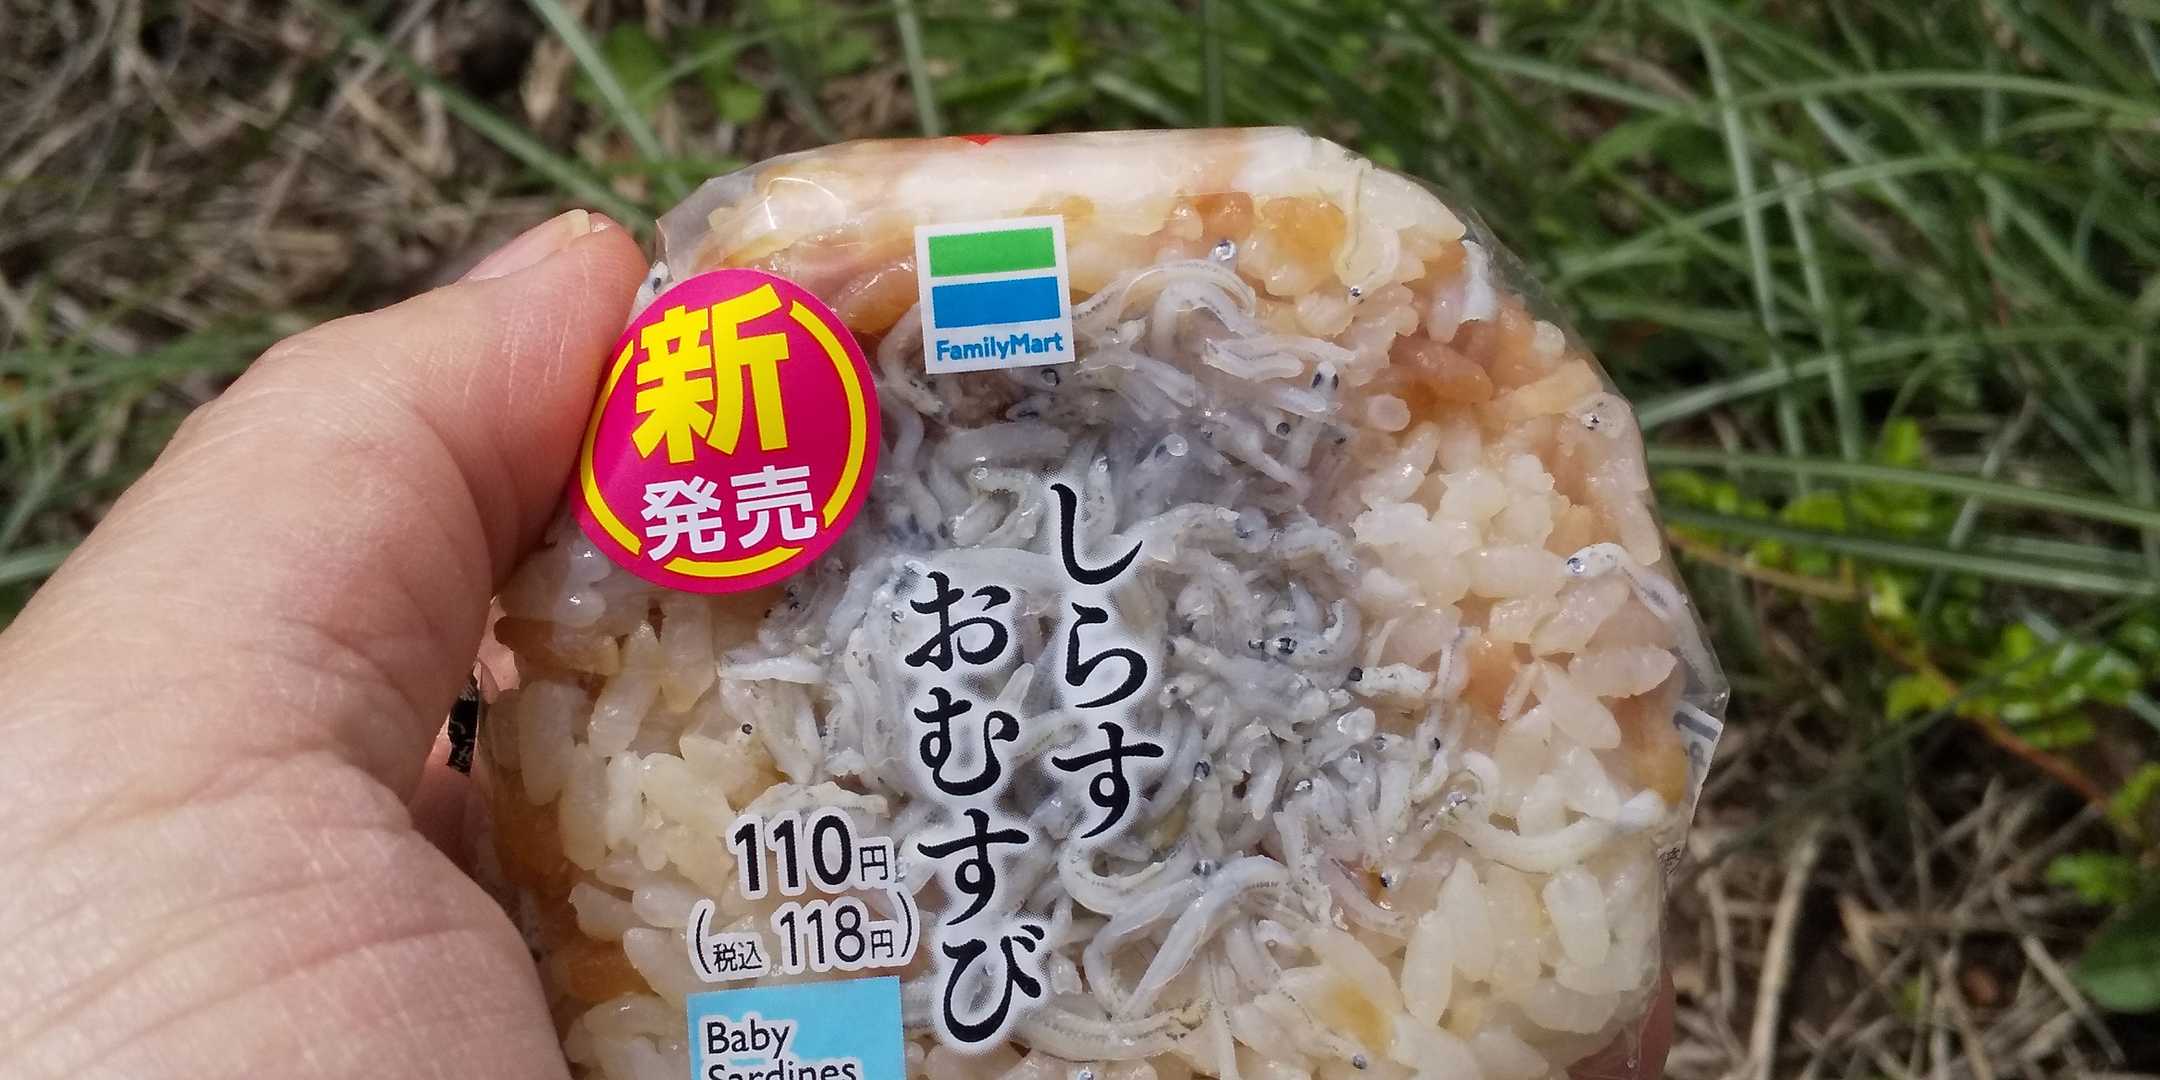 FamilyMart
新
発売
しらす
おむすび
110円
(税込 118円)
Baby
Sardines